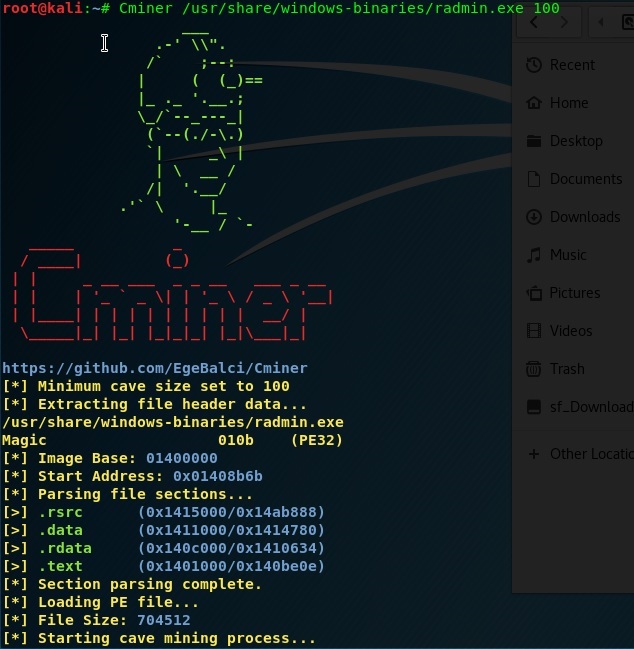 root@kali:~# Cminer /usr/share/windows-binaries/radmin.exe 100
Cminer
https://github.com/EgeBalci/Cminer
[*] Minimum cave size set to 100
[*] Extracting file header data...
/usr/share/windows-binaries/radmin.exe
Magic 010b (PE32)
[*] Image Base: 01400000
[*] Start Address: 0x01408b6b
[*] Parsing file sections...
[>] .rsrc (0x1415000/0x14ab888)
[>] .data (0x1411000/0x1414780)
[>] .rdata (0x140c000/0x1410634)
[>] .text (0x1401000/0x140be0e)
[*] Section parsing complete.
[*] Loading PE file...
[*] File Size: 704512
[*] Starting cave mining process...
Recent
Home
Desktop
Documents
Downloads
Music
Pictures
Videos
Trash
sf_Download
+ Other Locatio